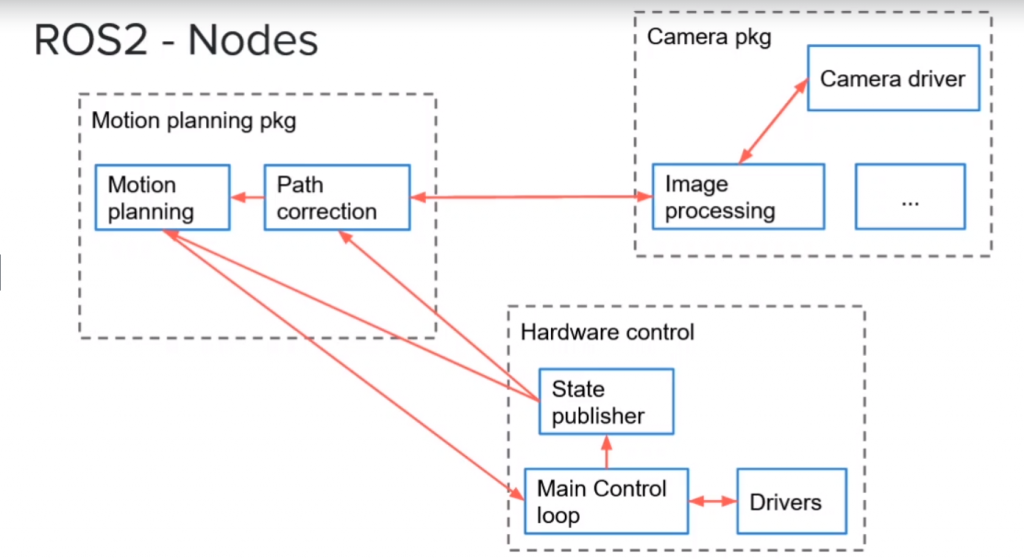 ROS2 - Nodes
Camera pkg
Camera driver
Motion planning pkg
Motion
planning
Path
correction
Image
processing
...
Hardware control
State
publisher
Main Control
loop
Drivers